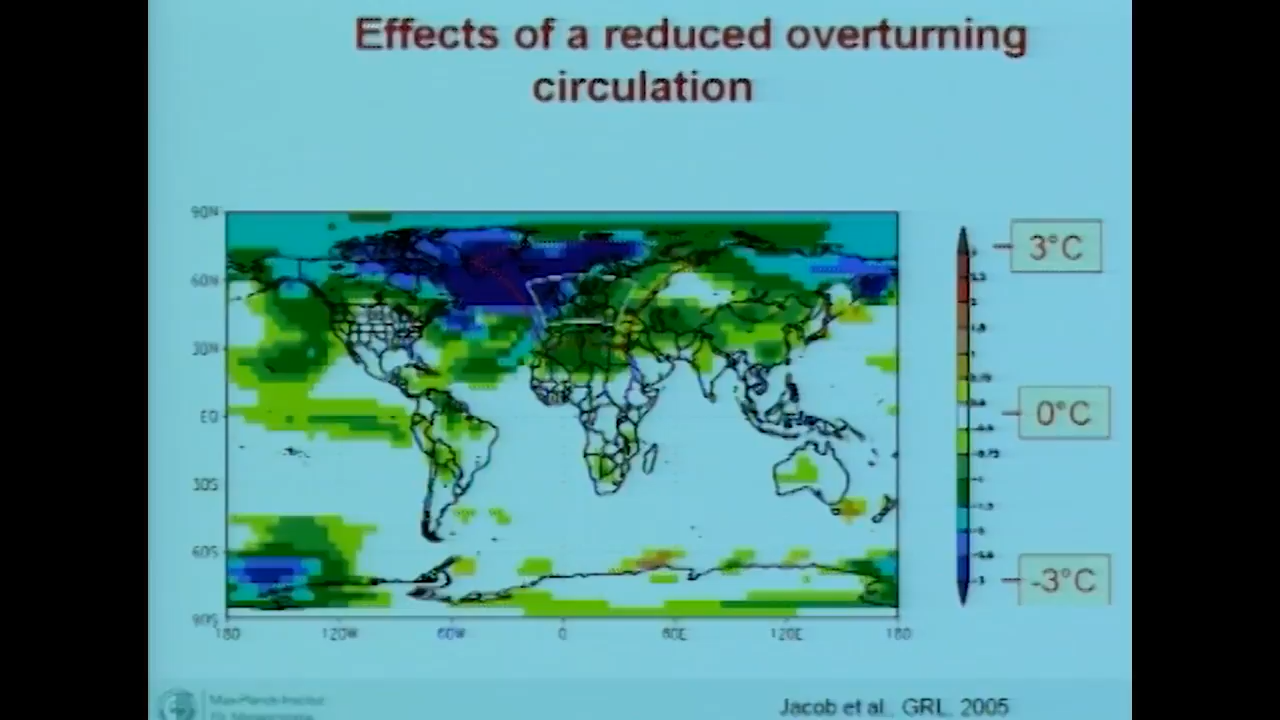 Effects of a reduced overturning
circulation
90N
60N
30N
EQ
30S
60S
90S
180 120W 60W 0 60E 120E 180
3°C
0°C
-3°C
Max-Planck-Institut
für Meteorologie
Jacob et al., GRL, 2005